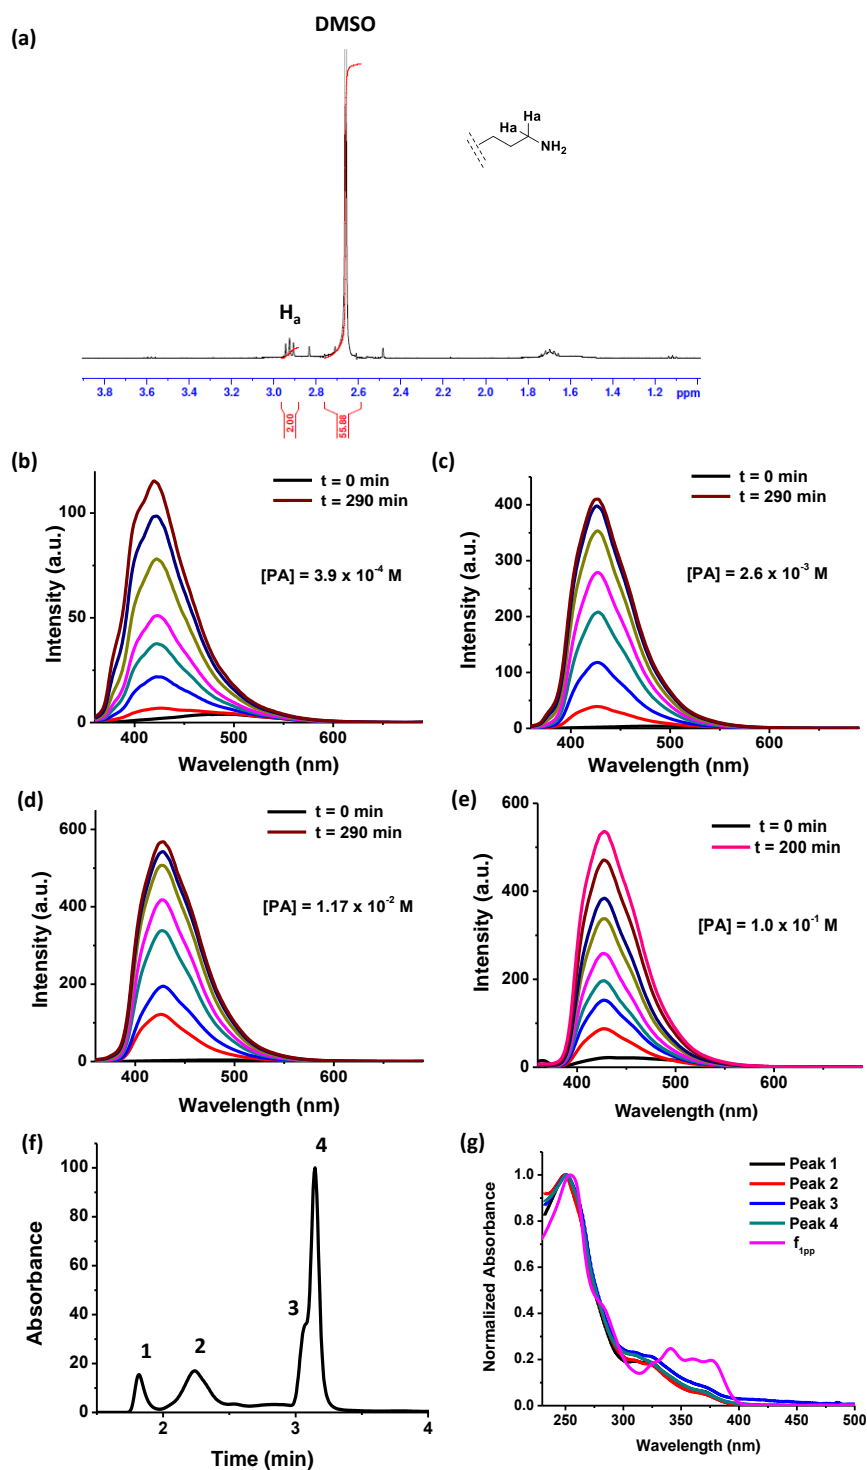 (a)
DMSO
Ha
Ha
NH2
Ha
3.8 3.6 3.4 3.2 3.0 2.8 2.6 2.4 2.2 2.0 1.8 1.6 1.4 1.2 ppm
2.00
55.88
(b)
t = 0 min
t = 290 min
[PA] = 3.9 x 10⁻⁴ M
Intensity (a.u.)
100
50
0
400 500 600
Wavelength (nm)
(c)
t = 0 min
t = 290 min
[PA] = 2.6 x 10⁻³ M
Intensity (a.u.)
400
300
200
100
0
400 500 600
Wavelength (nm)
(d)
t = 0 min
t = 290 min
[PA] = 1.17 x 10⁻² M
Intensity (a.u.)
600
400
200
0
400 500 600
Wavelength (nm)
(e)
t = 0 min
t = 200 min
[PA] = 1.0 x 10⁻¹ M
Intensity (a.u.)
600
400
200
0
400 500 600
Wavelength (nm)
(f)
4
3
1
2
Absorbance
100
80
60
40
20
0
2 3 4
Time (min)
(g)
Peak 1
Peak 2
Peak 3
Peak 4
f1pp
Normalized Absorbance
1.0
0.8
0.6
0.4
0.2
0.0
250 300 350 400 450 500
Wavelength (nm)